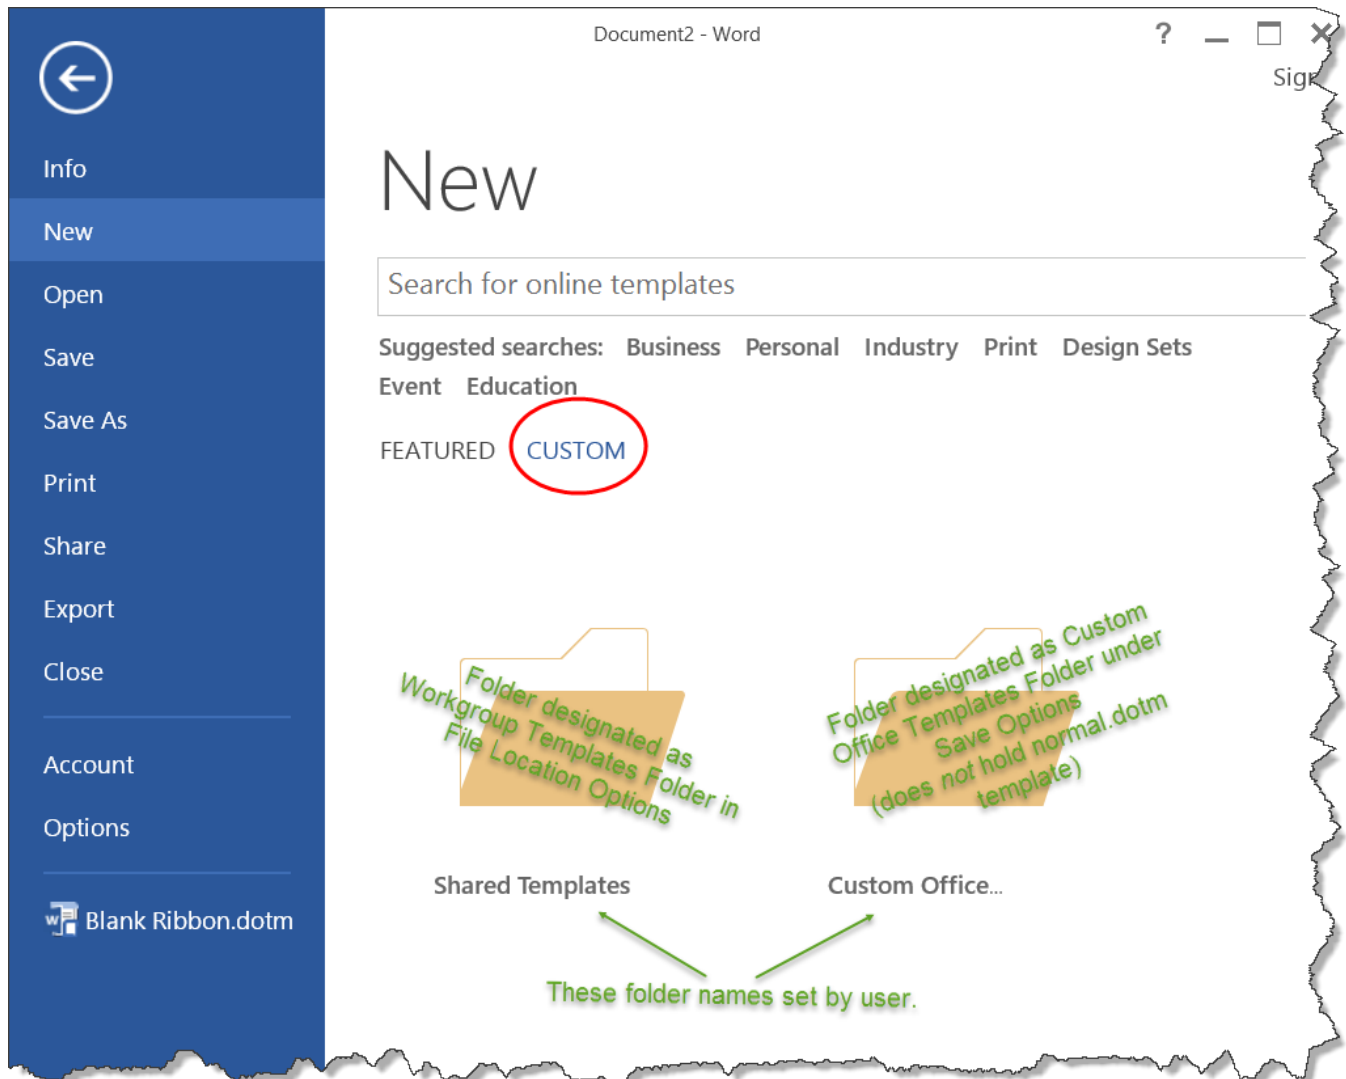 Document2 - Word
?
Info
New
Open
Save
Save As
Print
Share
Export
Close
Account
Options
Blank Ribbon.dotm
New
Search for online templates
Suggested searches: Business Personal Industry Print Design Sets
Event Education
FEATURED CUSTOM
Folder designated as
Workgroup Templates Folder in
File Location Options
Folder designated as Custom
Office Templates Folder under
Save Options
(does not hold normal.dotm
template)
Shared Templates
Custom Office...
These folder names set by user.